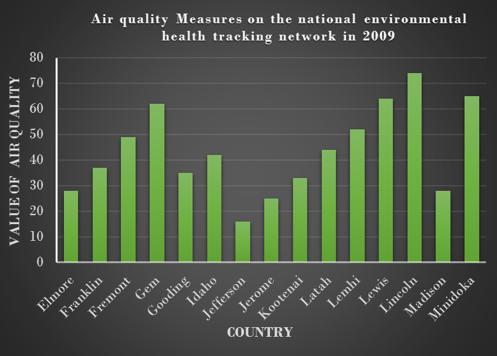 Air quality Measures on the national environmental
health tracking network in 2009
VALUE OF AIR QUALITY
80
70
60
50
40
30
20
10
0
Elmore
Franklin
Fremont
Gem
Gooding
Idaho
Jefferson
Jerome
Kootenai
Latah
Lemhi
Lewis
Lincoln
Madison
Minidoka
COUNTRY